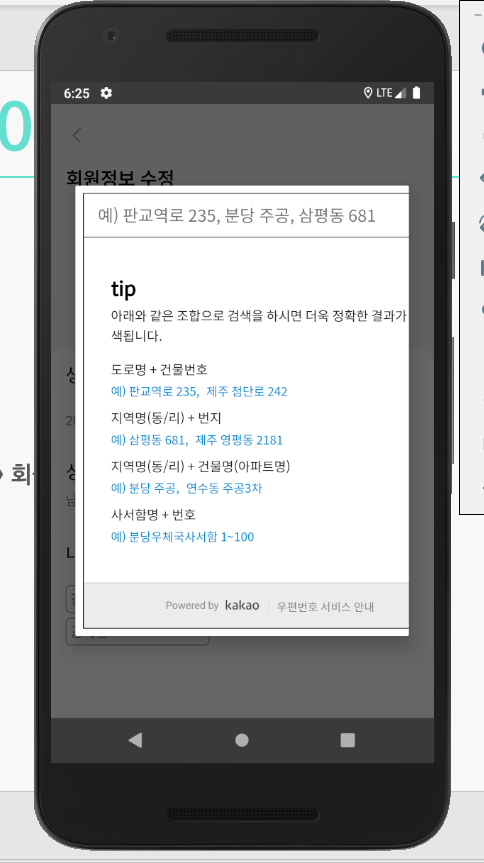 6:25
LTE
회원정보 수정
예) 판교역로 235, 분당 주공, 삼평동 681
tip
아래와 같은 조합으로 검색을 하시면 더욱 정확한 결과가
색됩니다.
도로명 + 건물번호
예) 판교역로 235, 제주 첨단로 242
지역명(동/리) + 번지
예) 삼평동 681, 제주 영평동 2181
지역명(동/리) + 건물명(아파트명)
예) 분당 주공, 연수동 주공3차
사서함명 + 번호
예) 분당우체국사서함 1~100
Powered by kakao 우편번호 서비스 안내